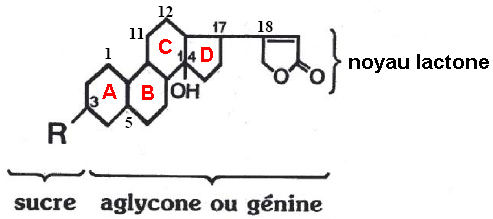 12
17 18
11
C D
1 14
O O
A B OH
3
5
R
noyau lactone
sucre aglycone ou génine